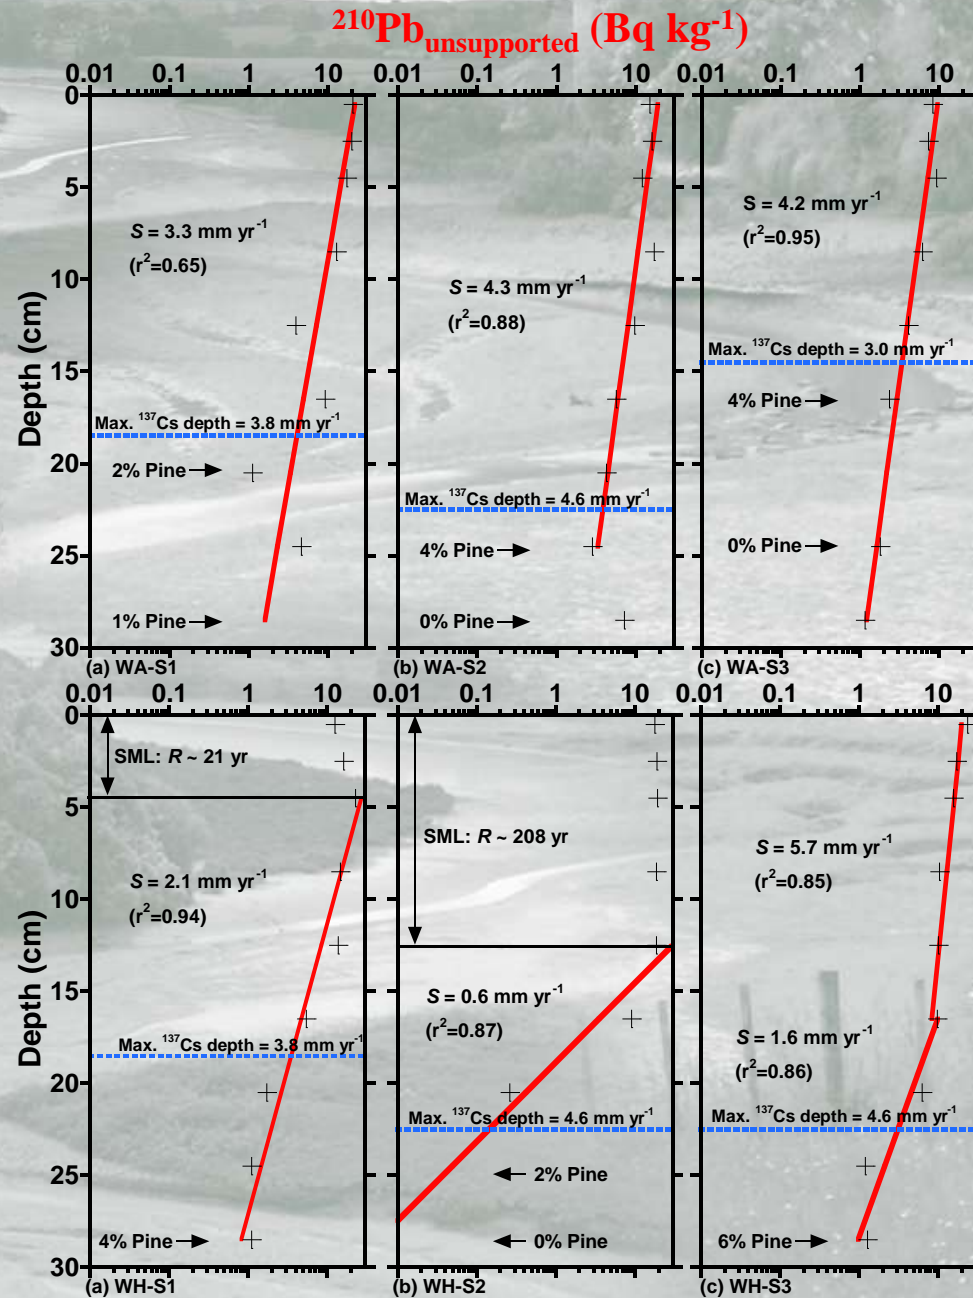 ²¹⁰Pb unsupported (Bq kg⁻¹)
0.01 0.1 1 10 0.01 0.1 1 10 0.01 0.1 1 10
0
5
10
15
20
25
30
Depth (cm)
S = 3.3 mm yr⁻¹
(r²=0.65)
Max. ¹³⁷Cs depth = 3.8 mm yr⁻¹
2% Pine
1% Pine
(a) WA-S1
S = 4.3 mm yr⁻¹
(r²=0.88)
Max. ¹³⁷Cs depth = 4.6 mm yr⁻¹
4% Pine
0% Pine
(b) WA-S2
S = 4.2 mm yr⁻¹
(r²=0.95)
Max. ¹³⁷Cs depth = 3.0 mm yr⁻¹
4% Pine
0% Pine
(c) WA-S3
0.01 0.1 1 10 0.01 0.1 1 10 0.01 0.1 1 10
0
5
10
15
20
25
30
Depth (cm)
SML: R ~ 21 yr
S = 2.1 mm yr⁻¹
(r²=0.94)
Max. ¹³⁷Cs depth = 3.8 mm yr⁻¹
4% Pine
(a) WH-S1
SML: R ~ 208 yr
S = 0.6 mm yr⁻¹
(r²=0.87)
Max. ¹³⁷Cs depth = 4.6 mm yr⁻¹
2% Pine
0% Pine
(b) WH-S2
S = 5.7 mm yr⁻¹
(r²=0.85)
S = 1.6 mm yr⁻¹
(r²=0.86)
Max. ¹³⁷Cs depth = 4.6 mm yr⁻¹
6% Pine
(c) WH-S3